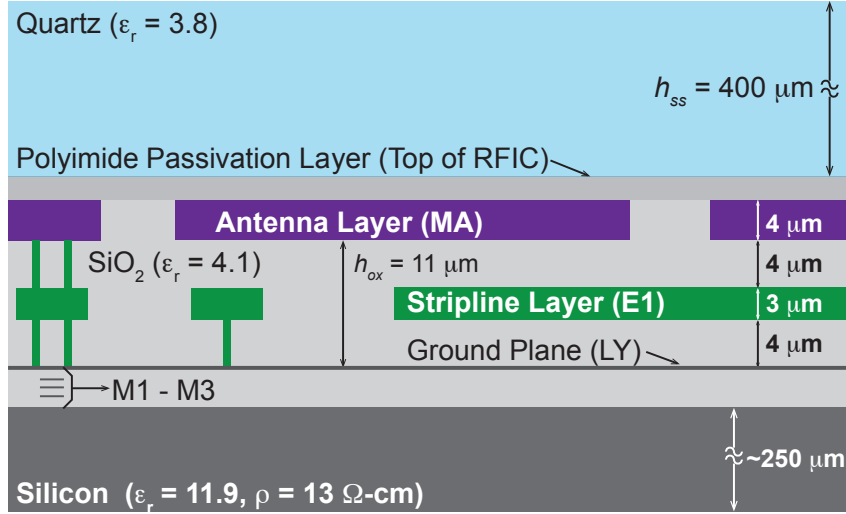 Quartz (εr = 3.8)
hss = 400 μm
Polyimide Passivation Layer (Top of RFIC)
Antenna Layer (MA)
4 μm
SiO2 (εr = 4.1)
hox = 11 μm
4 μm
Stripline Layer (E1)
3 μm
Ground Plane (LY)
4 μm
M1 - M3
~250 μm
Silicon (εr = 11.9, ρ = 13 Ω-cm)